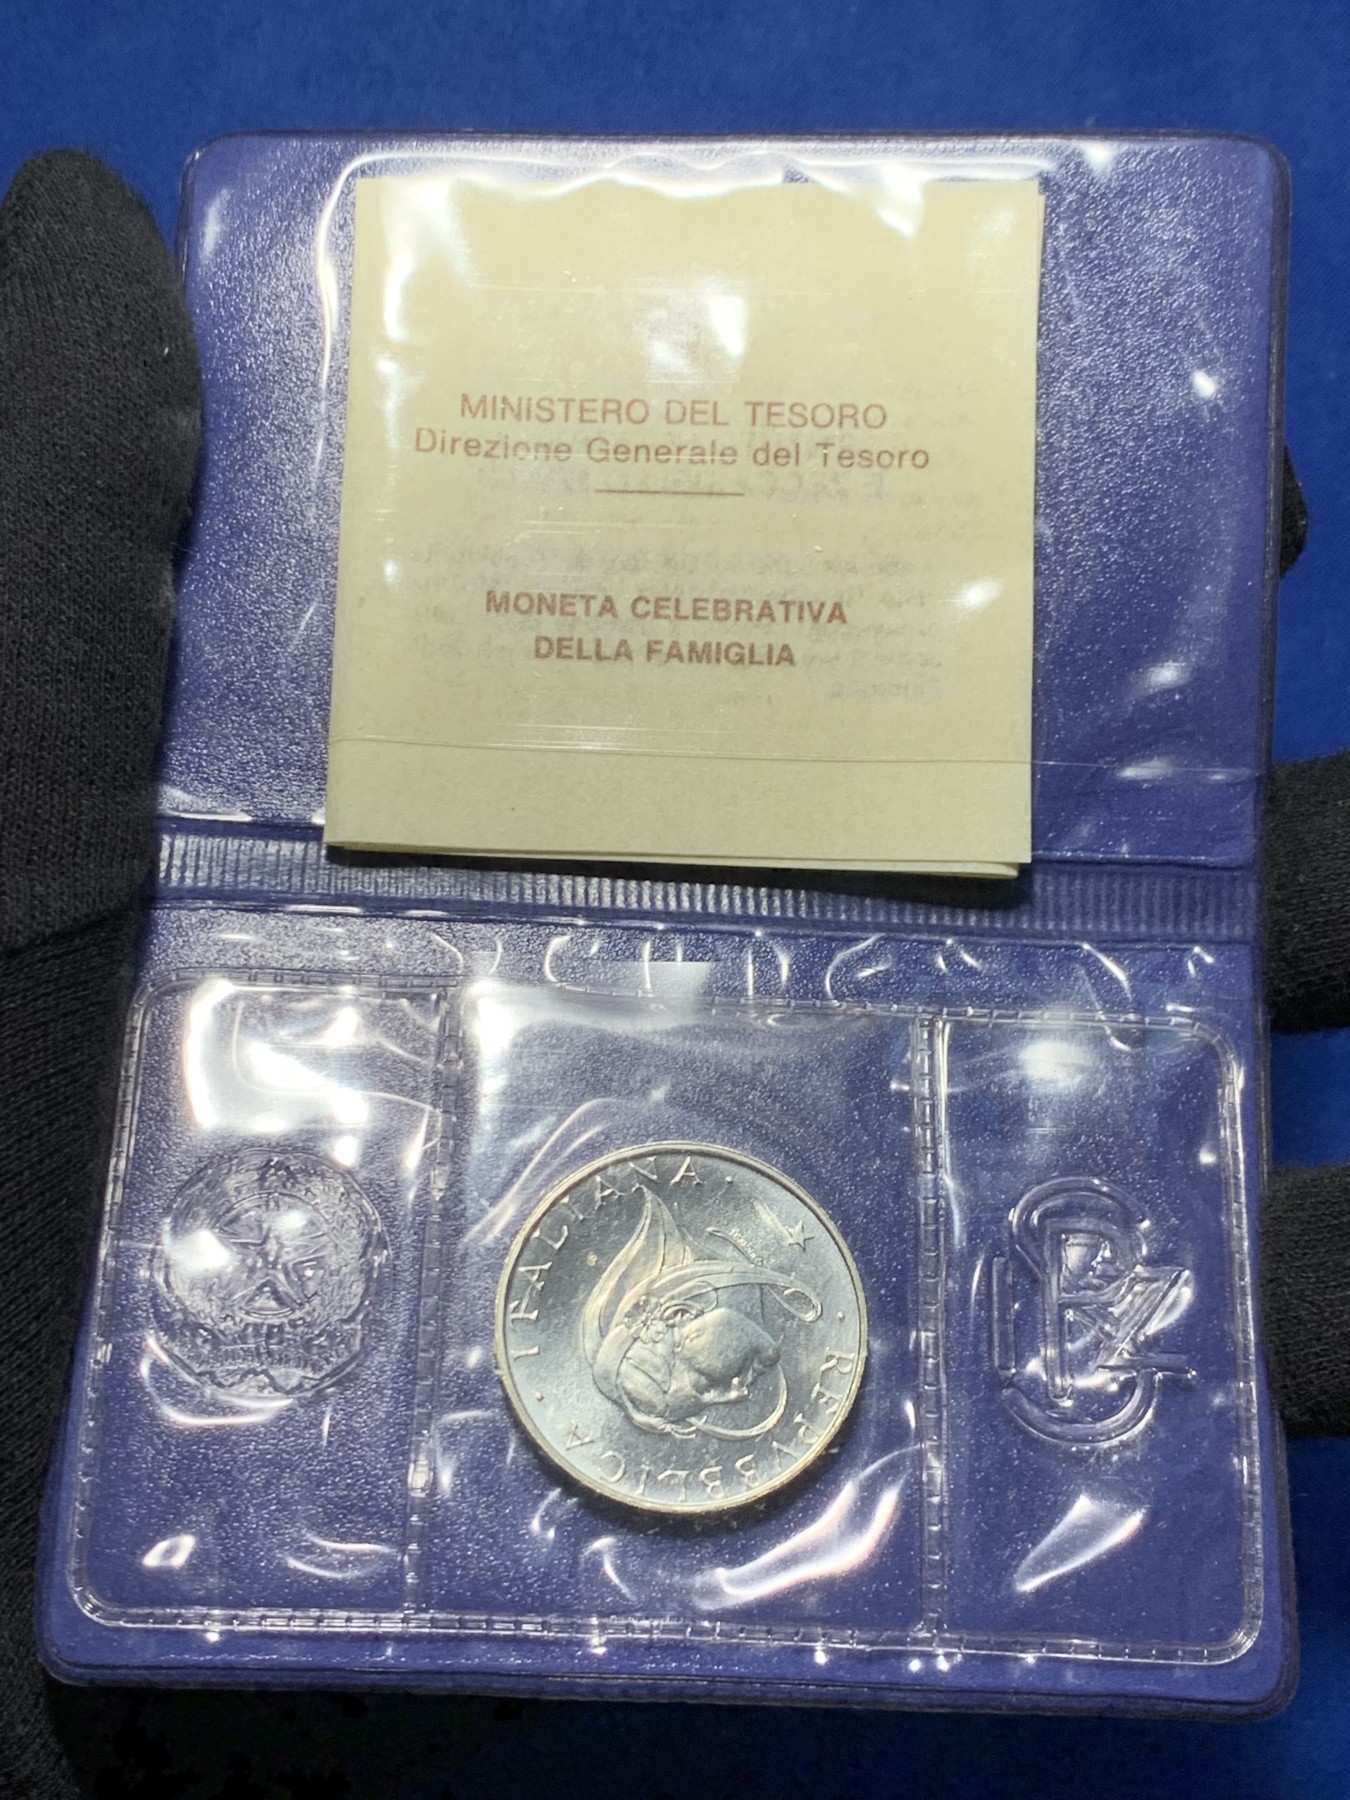 MINISTERO DEL TESORO
Direzione Generale del Tesoro
MONETA CELEBRATIVA
DELLA FAMIGLIA
· REPVBBLICA · ITALIANA ·